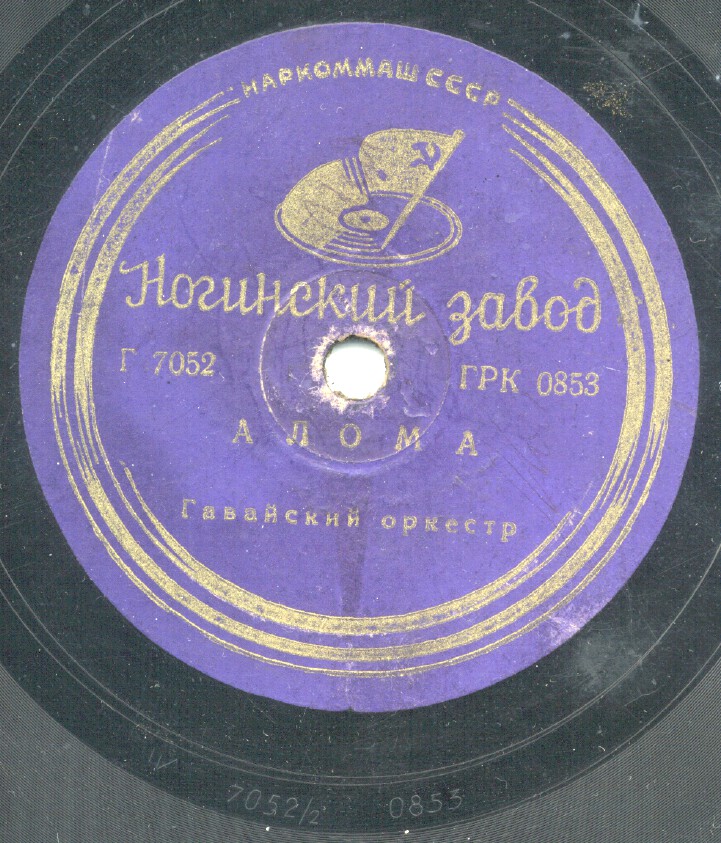 НАРКОММАШ СССР
Ногинский завод
Г 7052
ГРК 0853
АЛОМА
Гавайский оркестр
7052/2 0853